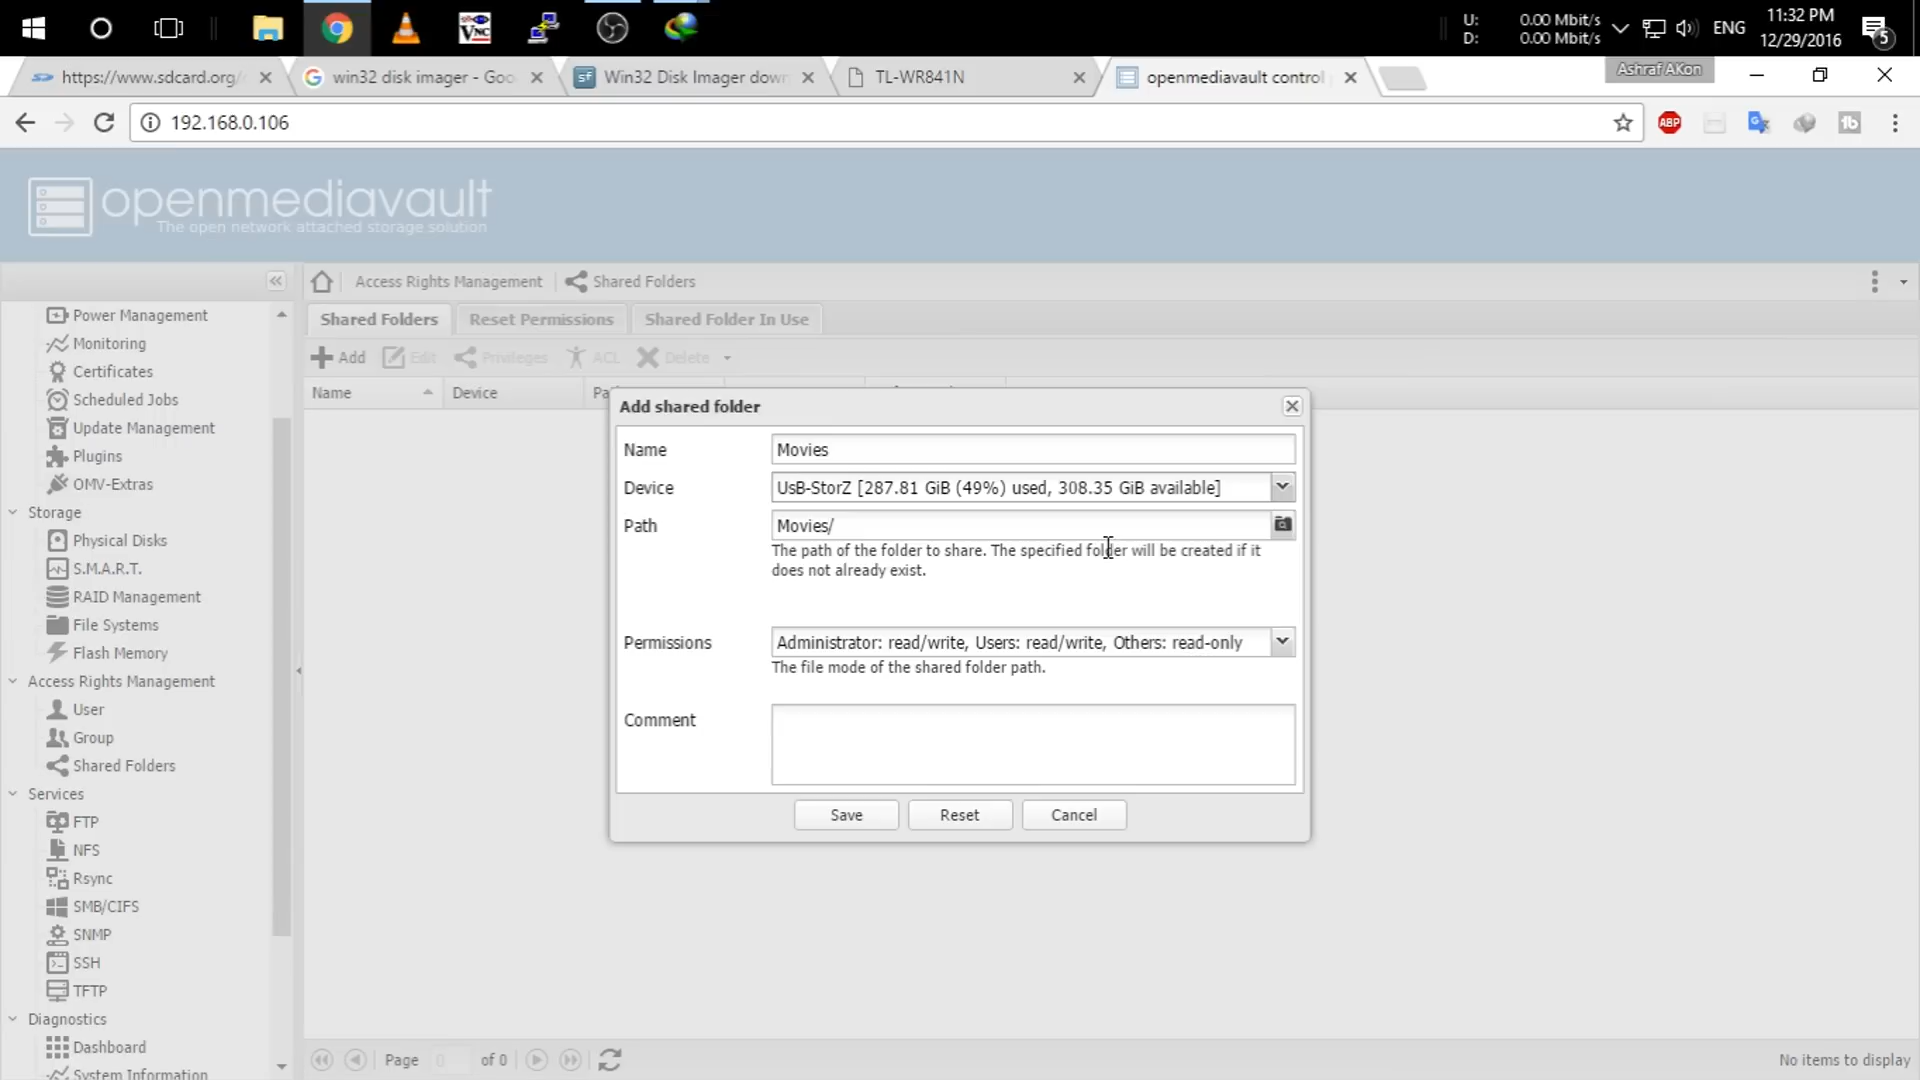 U: 0.00 Mbit/s
D: 0.00 Mbit/s
ENG
11:32 PM
12/29/2016
5
VNC
https://www.sdcard.org/
win32 disk imager - Goo
Win32 Disk Imager down
TL-WR841N
openmediavault control
Ashraf AKon
192.168.0.106
ABP
openmediavault
The open network attached storage solution
Access Rights Management
Shared Folders
Shared Folders
Reset Permissions
Shared Folder In Use
Add
Edit
Privileges
ACL
Delete
Name
Device
Pa
Power Management
Monitoring
Certificates
Scheduled Jobs
Update Management
Plugins
OMV-Extras
Storage
Physical Disks
S.M.A.R.T.
RAID Management
File Systems
Flash Memory
Access Rights Management
User
Group
Shared Folders
Services
FTP
NFS
Rsync
SMB/CIFS
SNMP
SSH
TFTP
Diagnostics
Dashboard
System Information
Add shared folder
Name
Movies
Device
UsB-StorZ [287.81 GiB (49%) used, 308.35 GiB available]
Path
Movies/
The path of the folder to share. The specified folder will be created if it
does not already exist.
Permissions
Administrator: read/write, Users: read/write, Others: read-only
The file mode of the shared folder path.
Comment
Save
Reset
Cancel
Page 0 of 0
No items to display